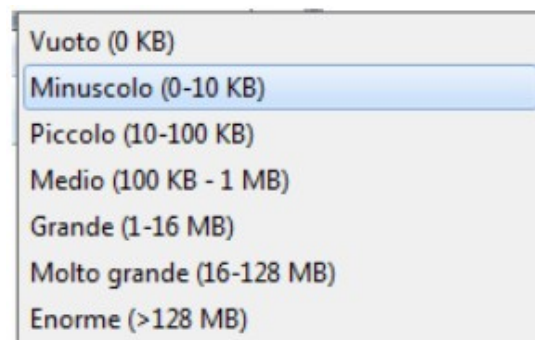 Vuoto (0 KB)
Minuscolo (0-10 KB)
Piccolo (10-100 KB)
Medio (100 KB - 1 MB)
Grande (1-16 MB)
Molto grande (16-128 MB)
Enorme (>128 MB)